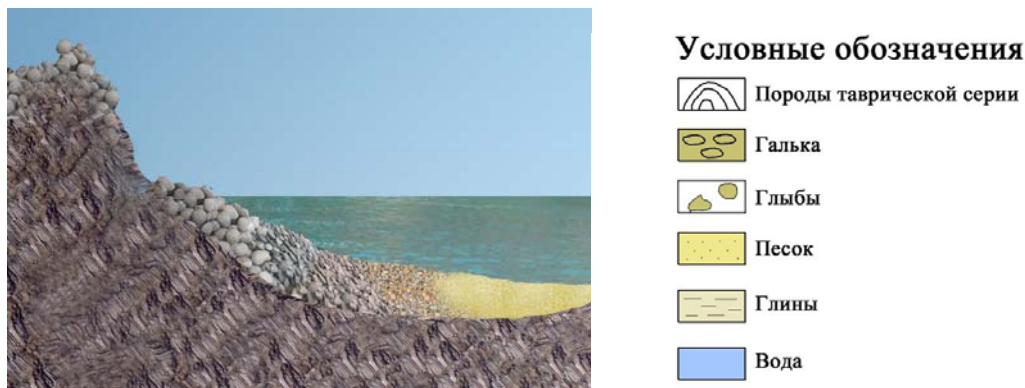 Условные обозначения
Породы таврической серии
Галька
Глыбы
Песок
Глины
Вода